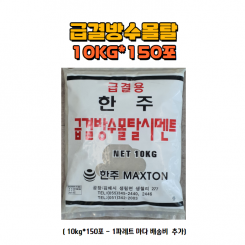 급결방수몰탈
10KG*150포
급결용
한주
급결방수몰탈시멘트
NET 10KG
한주 MAXTON
( 10kg*150포 - 1파레트 마다 배송비 추가)